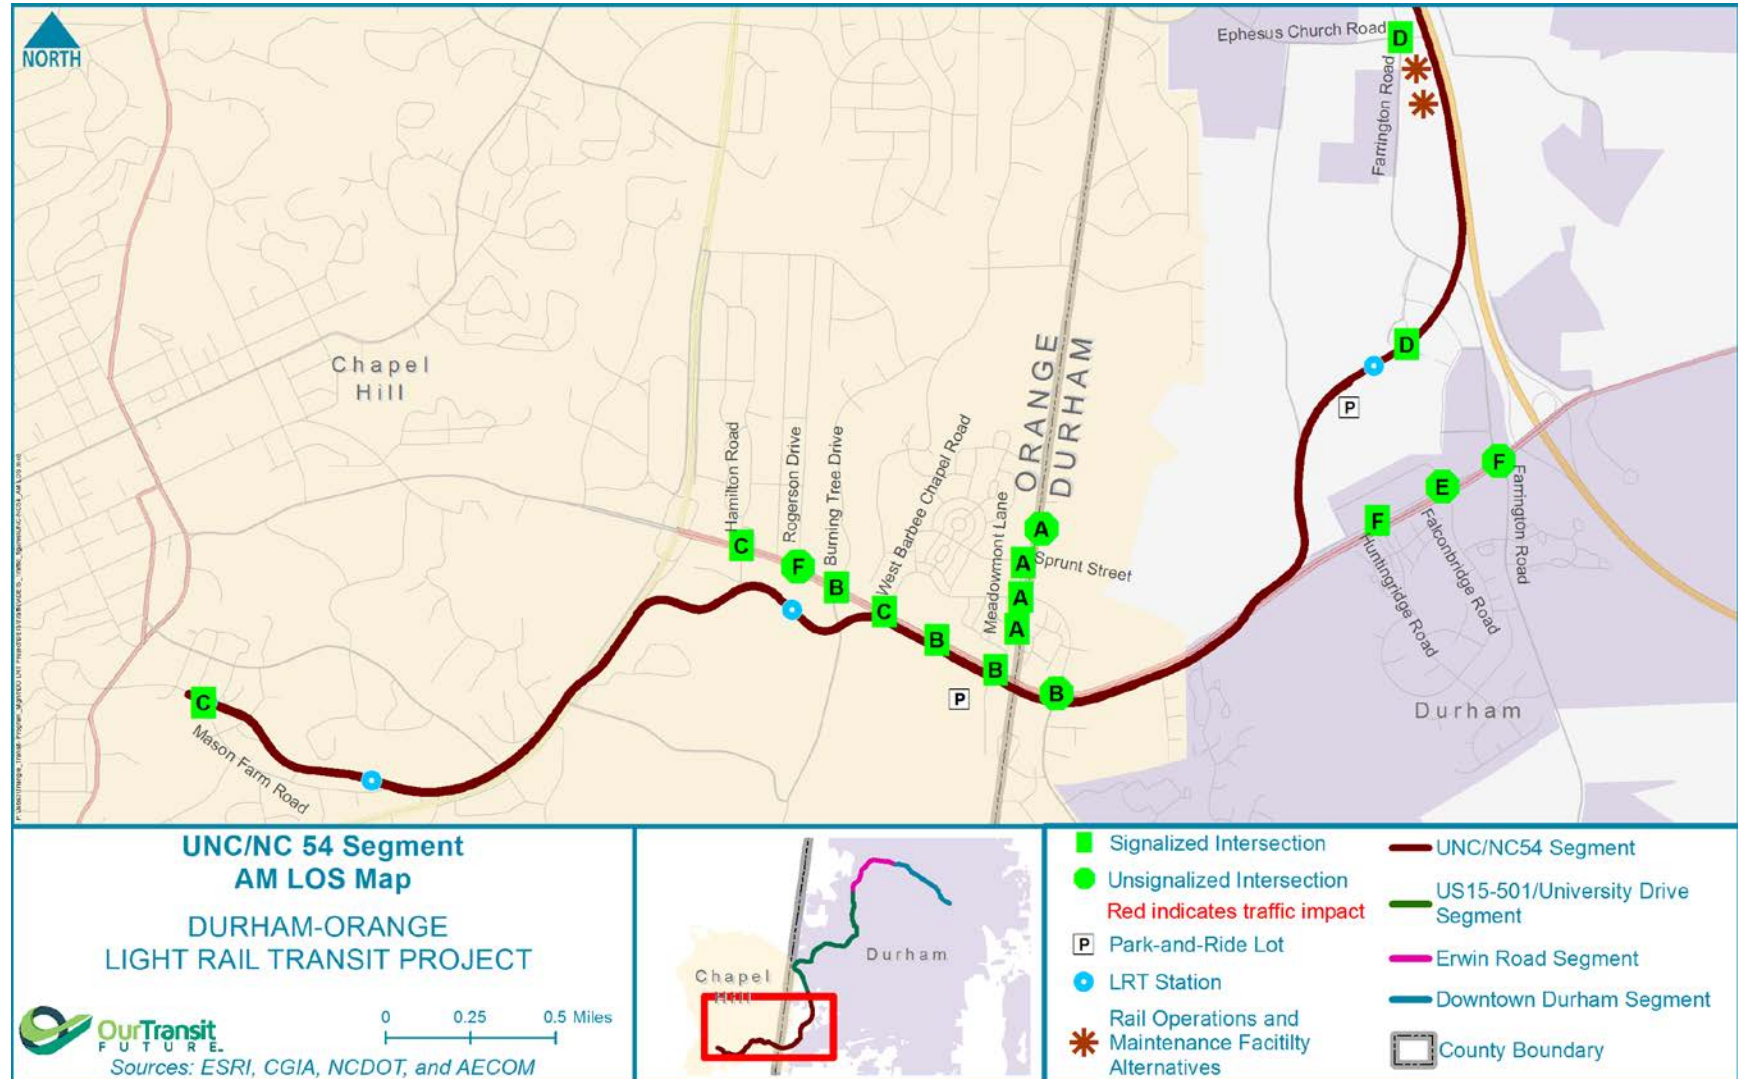 NORTH
Ephesus Church Road
D
Farrington Road
Chapel
Hill
ORANGE
DURHAM
D
P
Hamilton Road
Rogerson Drive
Burning Tree Drive
West Barbee Chapel Road
Meadowmont Lane
Sprunt Street
C
F
B
C
B
B
B
A
A
A
A
F
E
F
Huntingridge Road
Falconbridge Road
Farrington Road
P
C
Mason Farm Road
Durham
UNC/NC 54 Segment
AM LOS Map
DURHAM-ORANGE
LIGHT RAIL TRANSIT PROJECT
OurTransit
FUTURE
0 0.25 0.5 Miles
Sources: ESRI, CGIA, NCDOT, and AECOM
Chapel
Hill
Durham
Signalized Intersection
Unsignalized Intersection
Red indicates traffic impact
P Park-and-Ride Lot
LRT Station
Rail Operations and
Maintenance Facitilty
Alternatives
UNC/NC54 Segment
US15-501/University Drive
Segment
Erwin Road Segment
Downtown Durham Segment
County Boundary